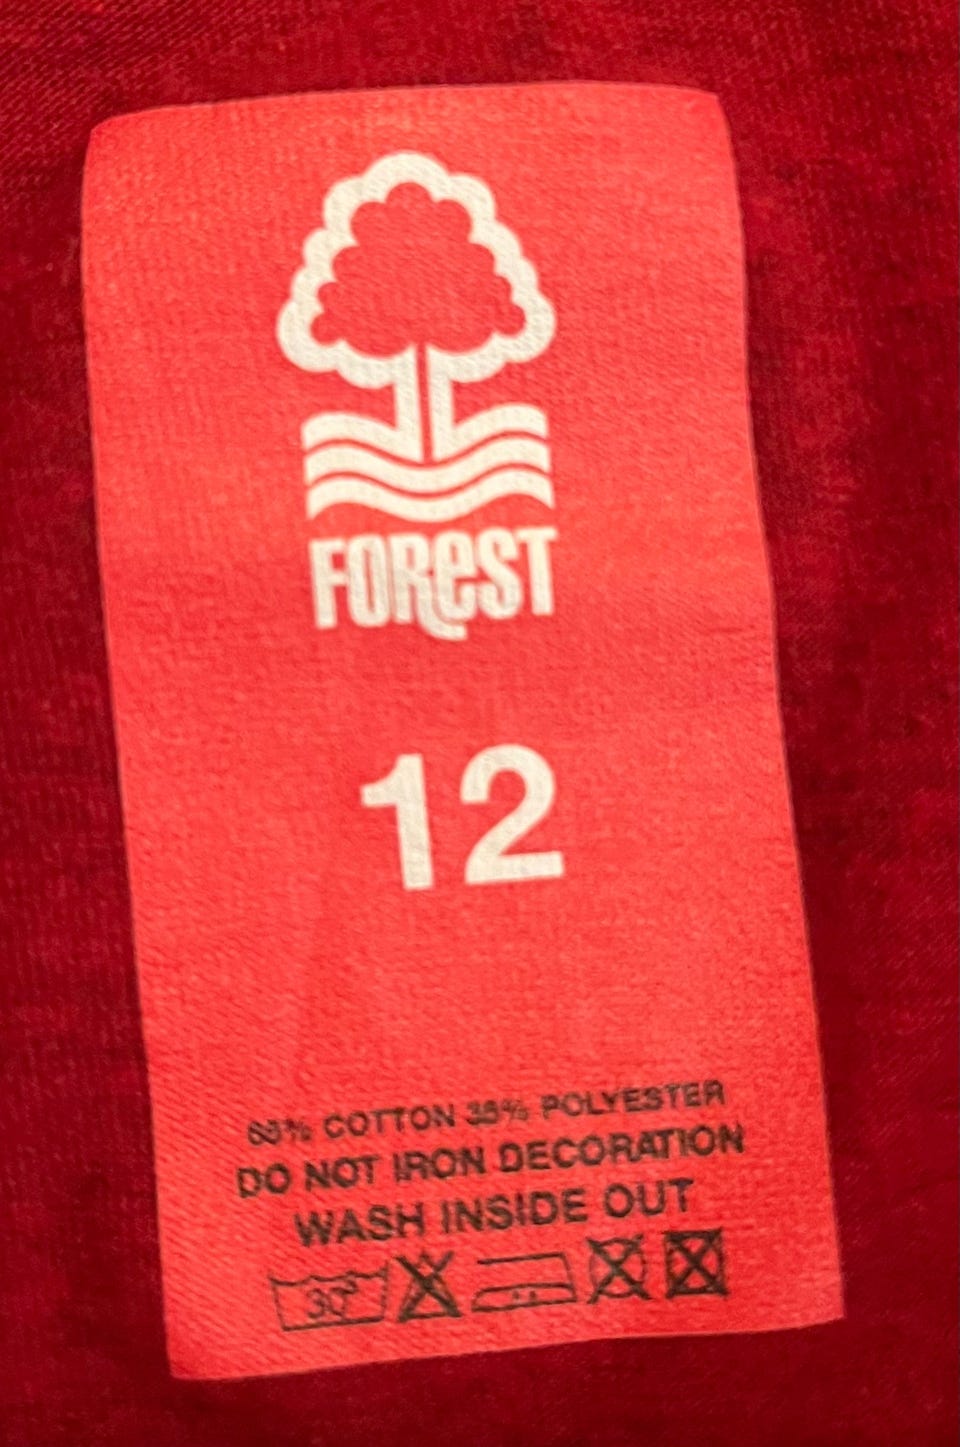 FOREST
12
65% COTTON 35% POLYESTER
DO NOT IRON DECORATION
WASH INSIDE OUT
30°